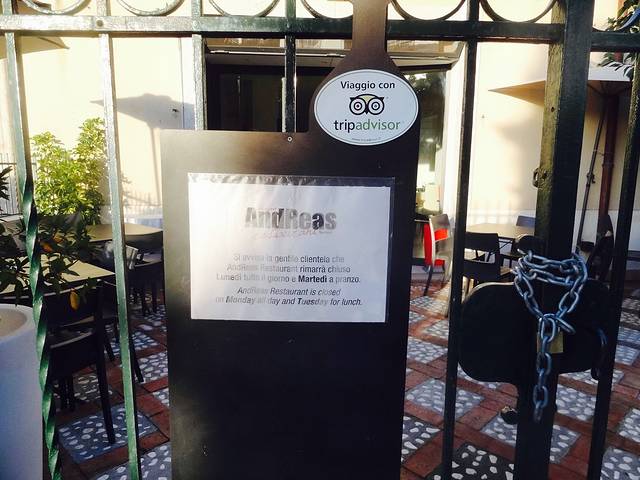 Viaggio con
tripadvisor
AndReas
Si avvisa la gentile clientela che
AndReas Restaurant rimarrà chiuso
Lunedì tutto il giorno e Martedì a pranzo.
AndReas Restaurant is closed
on Monday all day and Tuesday for lunch.